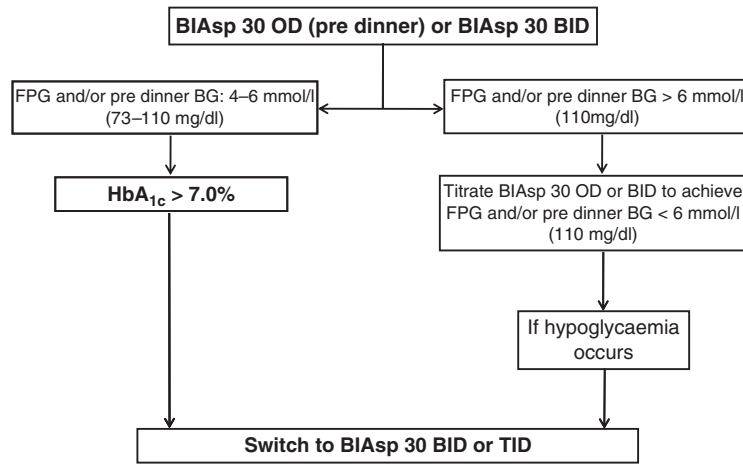 BIAsp 30 OD (pre dinner) or BIAsp 30 BID
FPG and/or pre dinner BG: 4–6 mmol/l
(73–110 mg/dl)
FPG and/or pre dinner BG > 6 mmol/l
(110mg/dl)
HbA1c > 7.0%
Titrate BIAsp 30 OD or BID to achieve
FPG and/or pre dinner BG < 6 mmol/l
(110 mg/dl)
If hypoglycaemia
occurs
Switch to BIAsp 30 BID or TID